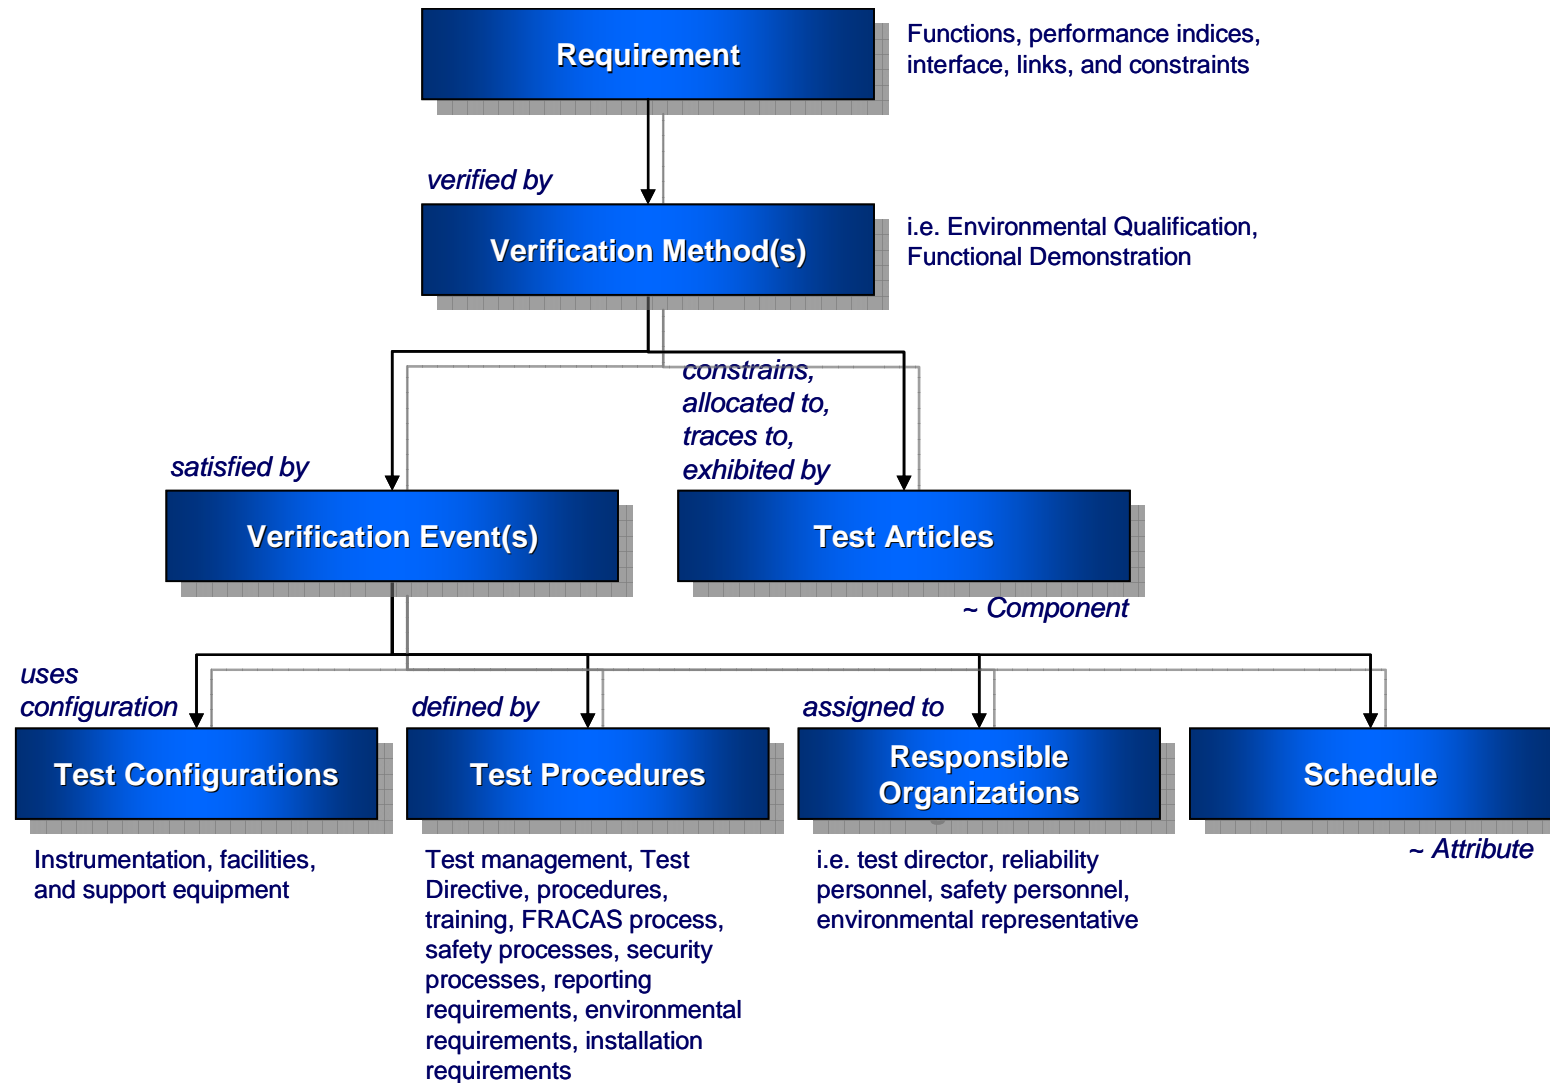 Requirement
Functions, performance indices,
interface, links, and constraints
verified by
Verification Method(s)
i.e. Environmental Qualification,
Functional Demonstration
constrains,
allocated to,
traces to,
exhibited by
satisfied by
Verification Event(s)
Test Articles
~ Component
uses
configuration
defined by
assigned to
Test Configurations
Test Procedures
Responsible
Organizations
Schedule
~ Attribute
Instrumentation, facilities,
and support equipment
Test management, Test
Directive, procedures,
training, FRACAS process,
safety processes, security
processes, reporting
requirements, environmental
requirements, installation
requirements
i.e. test director, reliability
personnel, safety personnel,
environmental representative